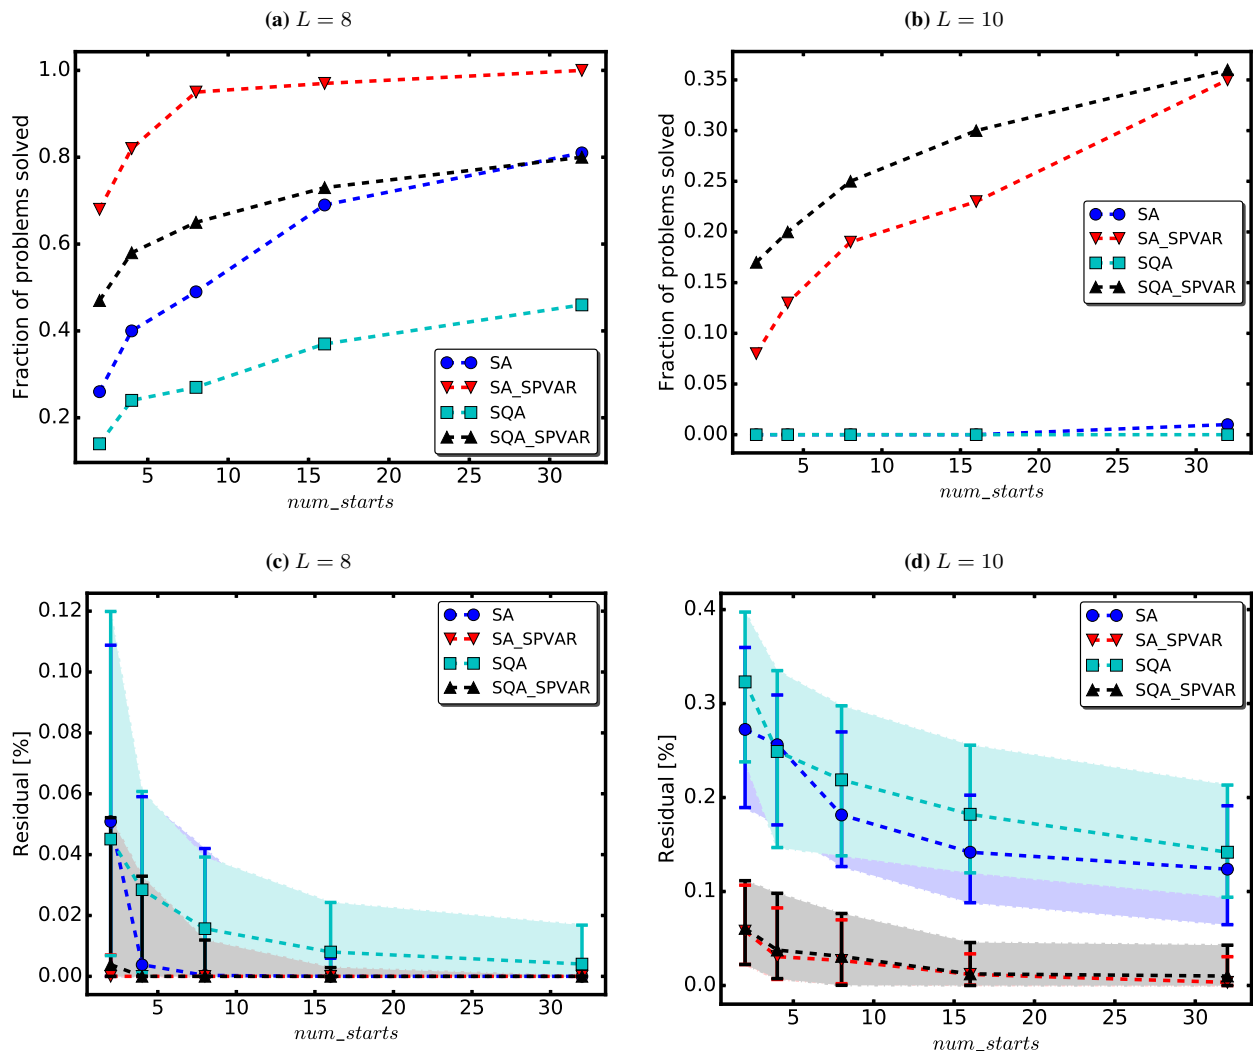 (a) L = 8
1.0
0.8
0.6
0.4
0.2
Fraction of problems solved
5 10 15 20 25 30
num_starts
SA
SA_SPVAR
SQA
SQA_SPVAR
(b) L = 10
0.35
0.30
0.25
0.20
0.15
0.10
0.05
0.00
Fraction of problems solved
5 10 15 20 25 30
num_starts
SA
SA_SPVAR
SQA
SQA_SPVAR
(c) L = 8
0.12
0.10
0.08
0.06
0.04
0.02
0.00
Residual [%]
5 10 15 20 25 30
num_starts
SA
SA_SPVAR
SQA
SQA_SPVAR
(d) L = 10
0.4
0.3
0.2
0.1
0.0
Residual [%]
5 10 15 20 25 30
num_starts
SA
SA_SPVAR
SQA
SQA_SPVAR